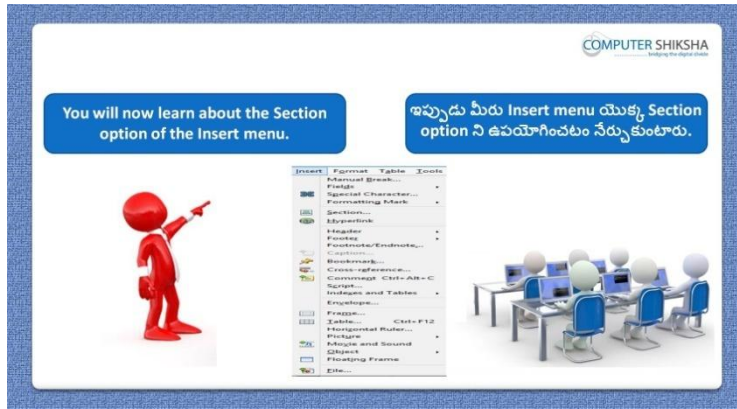 COMPUTER SHIKSHA
bridging the digital divide
You will now learn about the Section
option of the Insert menu.
ఇప్పుడు మీరు Insert menu యొక్క Section
option ని ఉపయోగించటం నేర్చుకుంటారు.
Insert Format Table Tools
Manual Break...
Fields
Special Character...
Formatting Mark
Section...
Hyperlink
Header
Footer
Footnote/Endnote...
Caption...
Bookmark...
Cross-reference...
Comment Ctrl+Alt+C
Script...
Indexes and Tables
Envelope...
Frame...
Table... Ctrl+F12
Horizontal Ruler...
Picture
Movie and Sound
Object
Floating Frame
File...